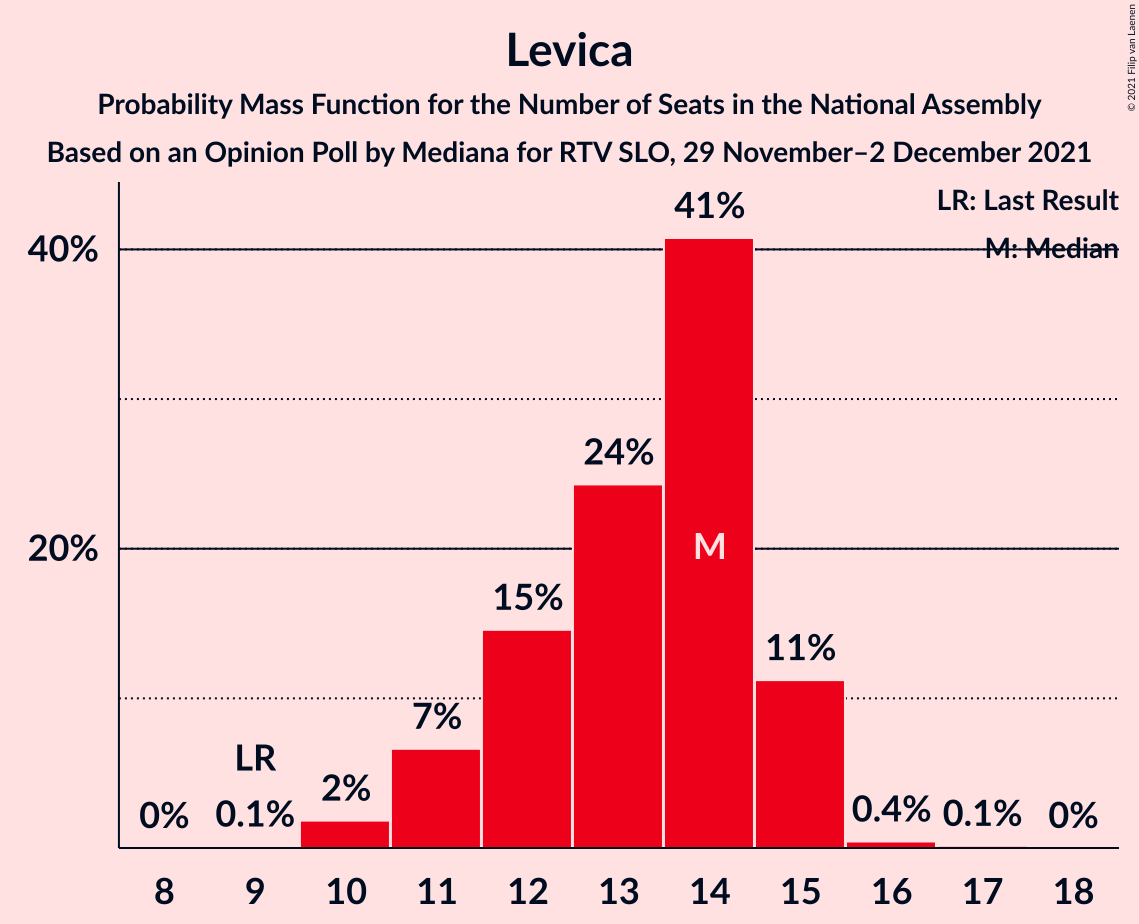 Levica
Probability Mass Function for the Number of Seats in the National Assembly
Based on an Opinion Poll by Mediana for RTV SLO, 29 November–2 December 2021
© 2021 Filip van Laenen
LR: Last Result
M: Median
40%
20%
0%
LR
0.1%
2%
7%
15%
24%
41%
M
11%
0.4%
0.1%
0%
8 9 10 11 12 13 14 15 16 17 18